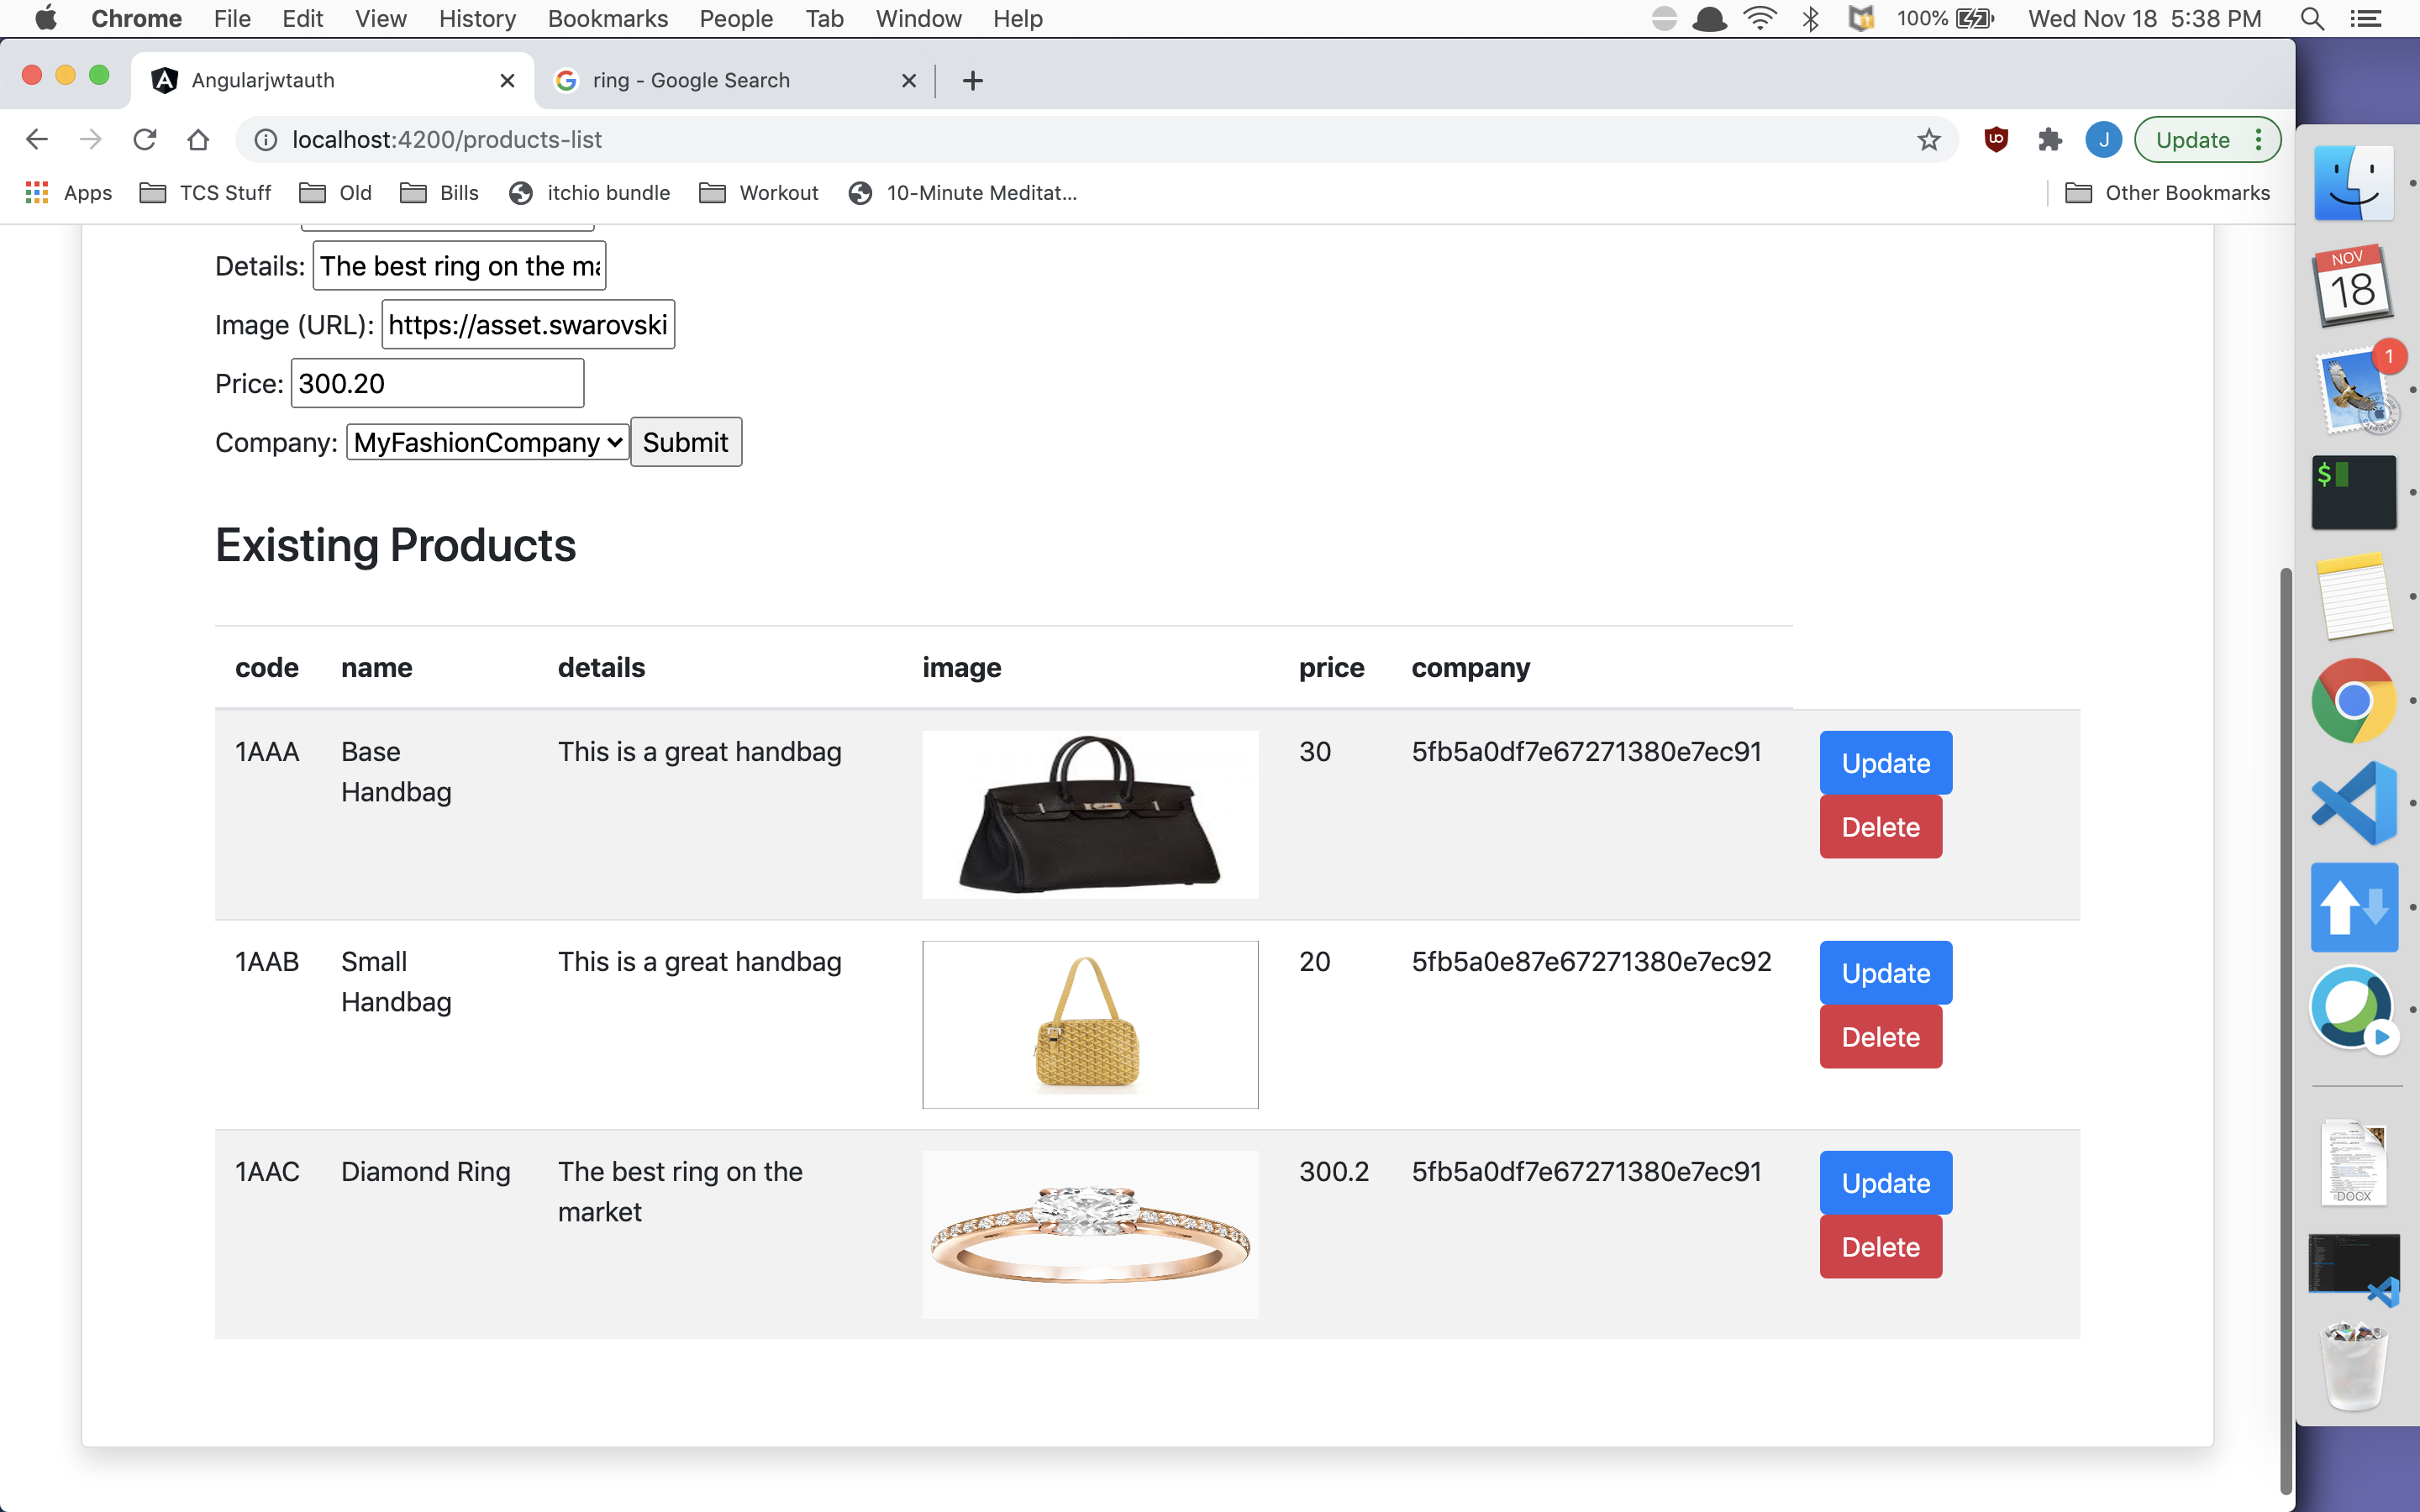 Chrome File Edit View History Bookmarks People Tab Window Help 100% Wed Nov 18 5:38 PM
Angularjwtauth ring - Google Search
localhost:4200/products-list J Update
Apps TCS Stuff Old Bills itchio bundle Workout 10-Minute Meditat... Other Bookmarks
Details: The best ring on the ma
Image (URL): https://asset.swarovski
Price: 300.20
Company: MyFashionCompany Submit
Existing Products
code name details image price company
1AAA Base Handbag This is a great handbag 30 5fb5a0df7e67271380e7ec91 Update
Delete
1AAB Small Handbag This is a great handbag 20 5fb5a0e87e67271380e7ec92 Update
Delete
1AAC Diamond Ring The best ring on the market 300.2 5fb5a0df7e67271380e7ec91 Update
Delete
NOV
18
1
$
DOCX